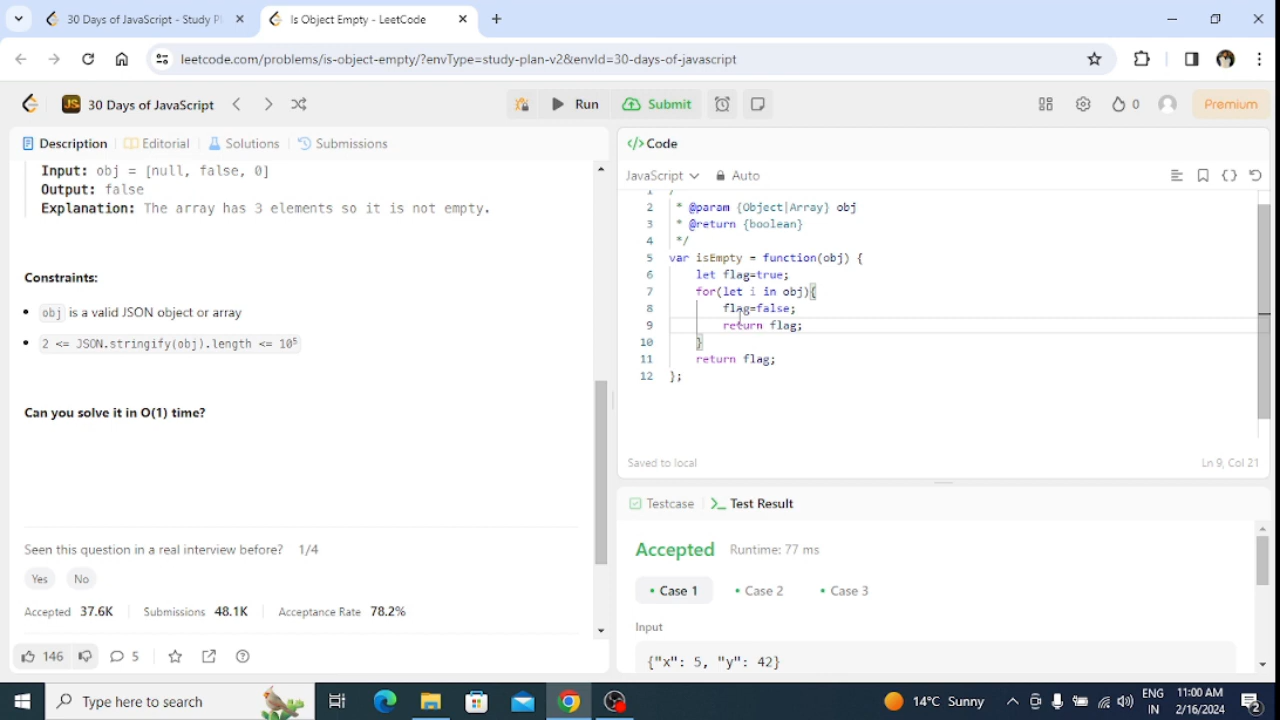 30 Days of JavaScript - Study Pl
Is Object Empty - LeetCode
leetcode.com/problems/is-object-empty/?envType=study-plan-v2&envId=30-days-of-javascript
JS 30 Days of JavaScript
Run
Submit
0
Premium
Description
Editorial
Solutions
Submissions
Input: obj = [null, false, 0]
Output: false
Explanation: The array has 3 elements so it is not empty.
Constraints:
• obj is a valid JSON object or array
• 2 <= JSON.stringify(obj).length <= 10⁵
Can you solve it in O(1) time?
Seen this question in a real interview before? 1/4
Yes
No
Accepted 37.6K
Submissions 48.1K
Acceptance Rate 78.2%
146
5
</> Code
JavaScript
Auto
2 * @param {Object|Array} obj
3 * @return {boolean}
4 */
5 var isEmpty = function(obj) {
6 let flag=true;
7 for(let i in obj){
8 flag=false;
9 return flag;
10 }
11 return flag;
12 };
Saved to local
Ln 9, Col 21
Testcase
Test Result
Accepted
Runtime: 77 ms
• Case 1
• Case 2
• Case 3
Input
{"x": 5, "y": 42}
Type here to search
14°C Sunny
ENG
IN
11:00 AM
2/16/2024
2